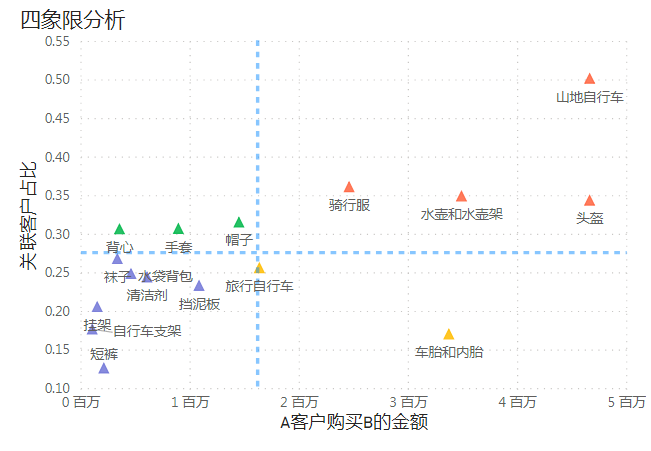 四象限分析
关联客户占比
0.55
0.50
0.45
0.40
0.35
0.30
0.25
0.20
0.15
0.10
山地自行车
骑行服
水壶和水壶架
头盔
背心
手套
帽子
袜子
水袋背包
清洁剂
旅行自行车
挡泥板
挂架
自行车支架
短裤
车胎和内胎
0 百万
1 百万
2 百万
3 百万
4 百万
5 百万
A客户购买B的金额